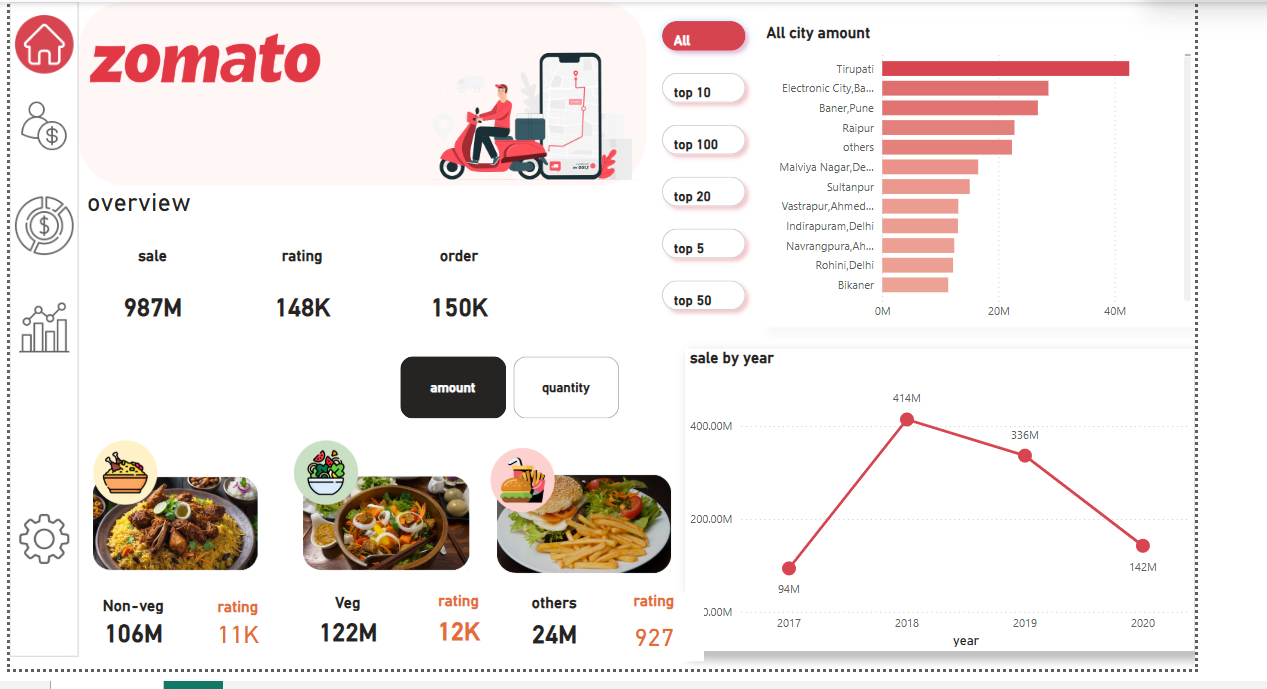 zomato
overview
sale
rating
order
987M
148K
150K
amount
quantity
Non-veg
rating
106M
11K
Veg
rating
122M
12K
others
rating
24M
927
All
top 10
top 100
top 20
top 5
top 50
All city amount
Tirupati
Electronic City,Ba...
Baner,Pune
Raipur
others
Malviya Nagar,De...
Sultanpur
Vastrapur,Ahmed...
Indirapuram,Delhi
Navrangpura,Ah...
Rohini,Delhi
Bikaner
0M
20M
40M
sale by year
400.00M
200.00M
0.00M
94M
414M
336M
142M
2017
2018
2019
2020
year